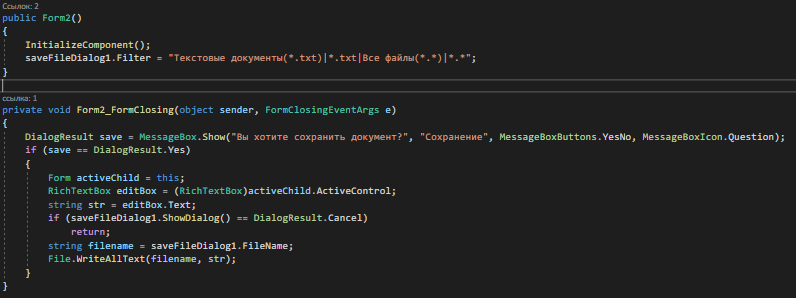 Ссылок: 2
public Form2()
{
InitializeComponent();
saveFileDialog1.Filter = "Текстовые документы(*.txt)|*.txt|Все файлы(*.*)|*.*";
}
ссылка: 1
private void Form2_FormClosing(object sender, FormClosingEventArgs e)
{
DialogResult save = MessageBox.Show("Вы хотите сохранить документ?", "Сохранение", MessageBoxButtons.YesNo, MessageBoxIcon.Question);
if (save == DialogResult.Yes)
{
Form activeChild = this;
RichTextBox editBox = (RichTextBox)activeChild.ActiveControl;
string str = editBox.Text;
if (saveFileDialog1.ShowDialog() == DialogResult.Cancel)
return;
string filename = saveFileDialog1.FileName;
File.WriteAllText(filename, str);
}
}